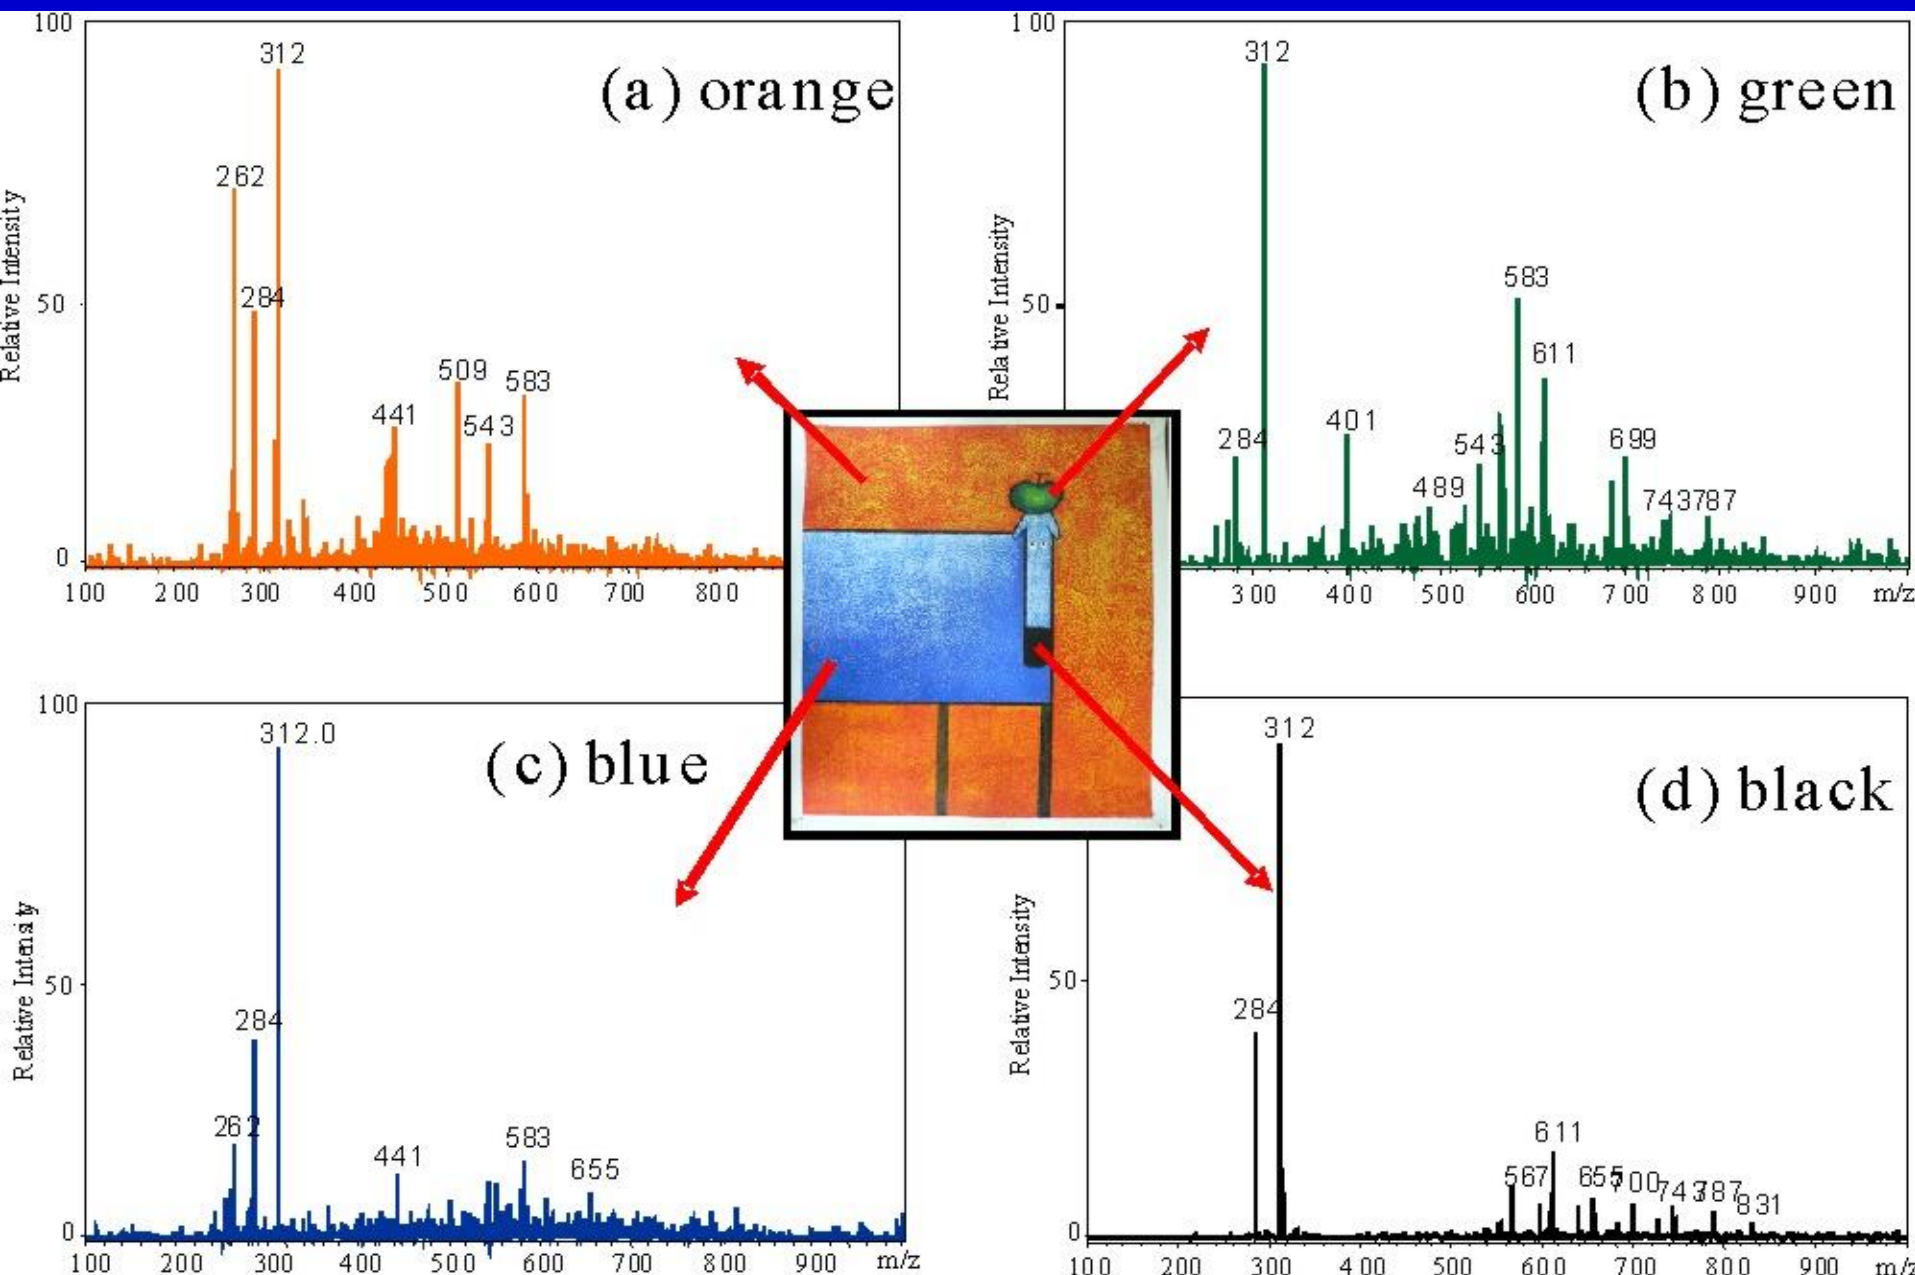 100
312
(a) orange
262
284
50
509
583
441
543
Relative Intensity
0
100 200 300 400 500 600 700 800
100
312
(b) green
583
50
611
401
284
543
699
489
743 787
Relative Intensity
300 400 500 600 700 800 900 m/z
100
312.0
(c) blue
50
284
262
583
441
655
Relative Intensity
0
100 200 300 400 500 600 700 800 900 m/z
312
(d) black
50
284
611
567 655 700 743 787 831
Relative Intensity
0
100 200 300 400 500 600 700 800 900 m/z